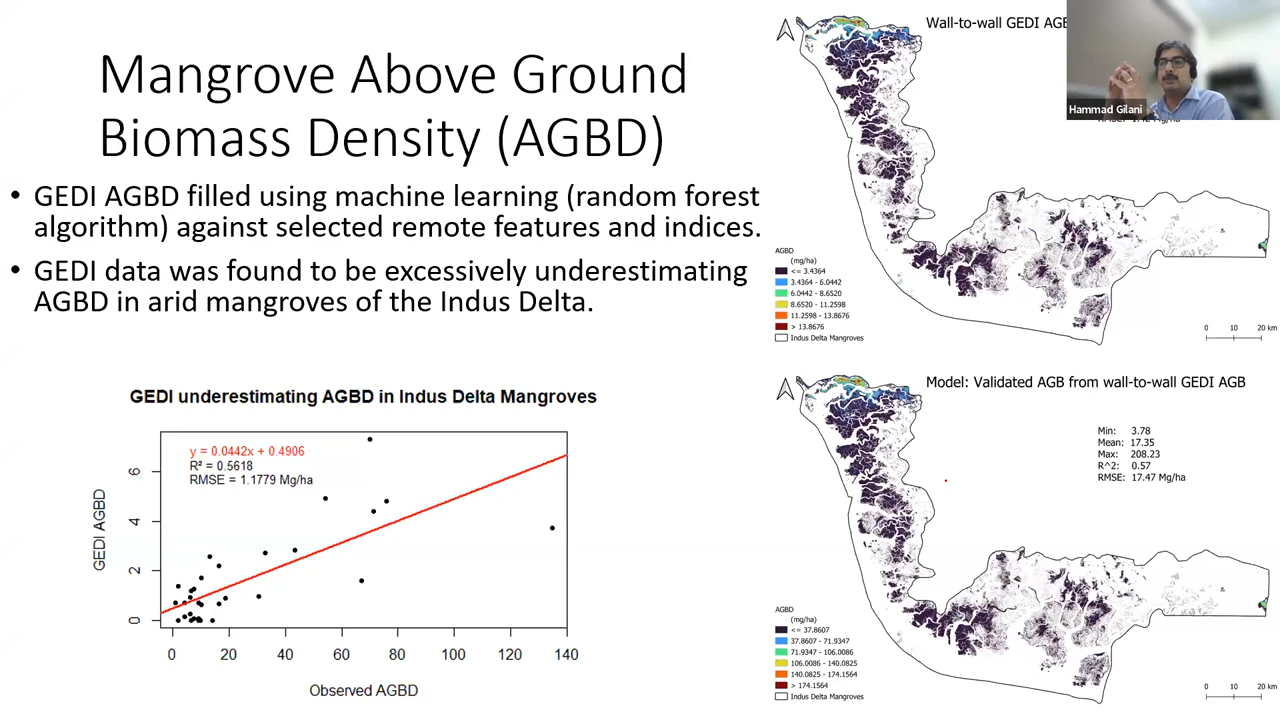 Mangrove Above Ground
Biomass Density (AGBD)
• GEDI AGBD filled using machine learning (random forest
algorithm) against selected remote features and indices.
• GEDI data was found to be excessively underestimating
AGBD in arid mangroves of the Indus Delta.
GEDI underestimating AGBD in Indus Delta Mangroves
y = 0.0442x + 0.4906
R² = 0.5618
RMSE = 1.1779 Mg/ha
GEDI AGBD
6
4
2
0
0 20 40 60 80 100 120 140
Observed AGBD
Wall-to-wall GEDI
Hammad Gilani
AGBD
(mg/ha)
<= 3.4364
3.4364 - 6.0442
6.0442 - 8.6520
8.6520 - 11.2598
11.2598 - 13.8676
> 13.8676
Indus Delta Mangroves
0 10 20 km
Model: Validated AGB from wall-to-wall GEDI AGB
Min: 3.78
Mean: 17.35
Max: 208.23
R^2: 0.57
RMSE: 17.47 Mg/ha
AGBD
(mg/ha)
<= 37.8607
37.8607 - 71.9347
71.9347 - 106.0086
106.0086 - 140.0825
140.0825 - 174.1564
> 174.1564
Indus Delta Mangroves
0 10 20 km